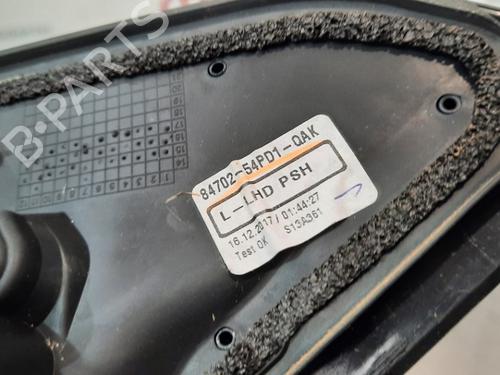 B-Parts
84702-54PD1-QAK
L-LHD PSH
16.12.2017 / 01:44:27
Test OK S13A361